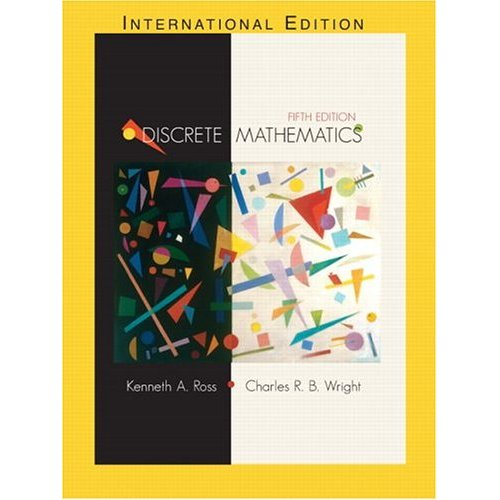 INTERNATIONAL EDITION
FIFTH EDITION
DISCRETE MATHEMATICS
Kenneth A. Ross • Charles R. B. Wright